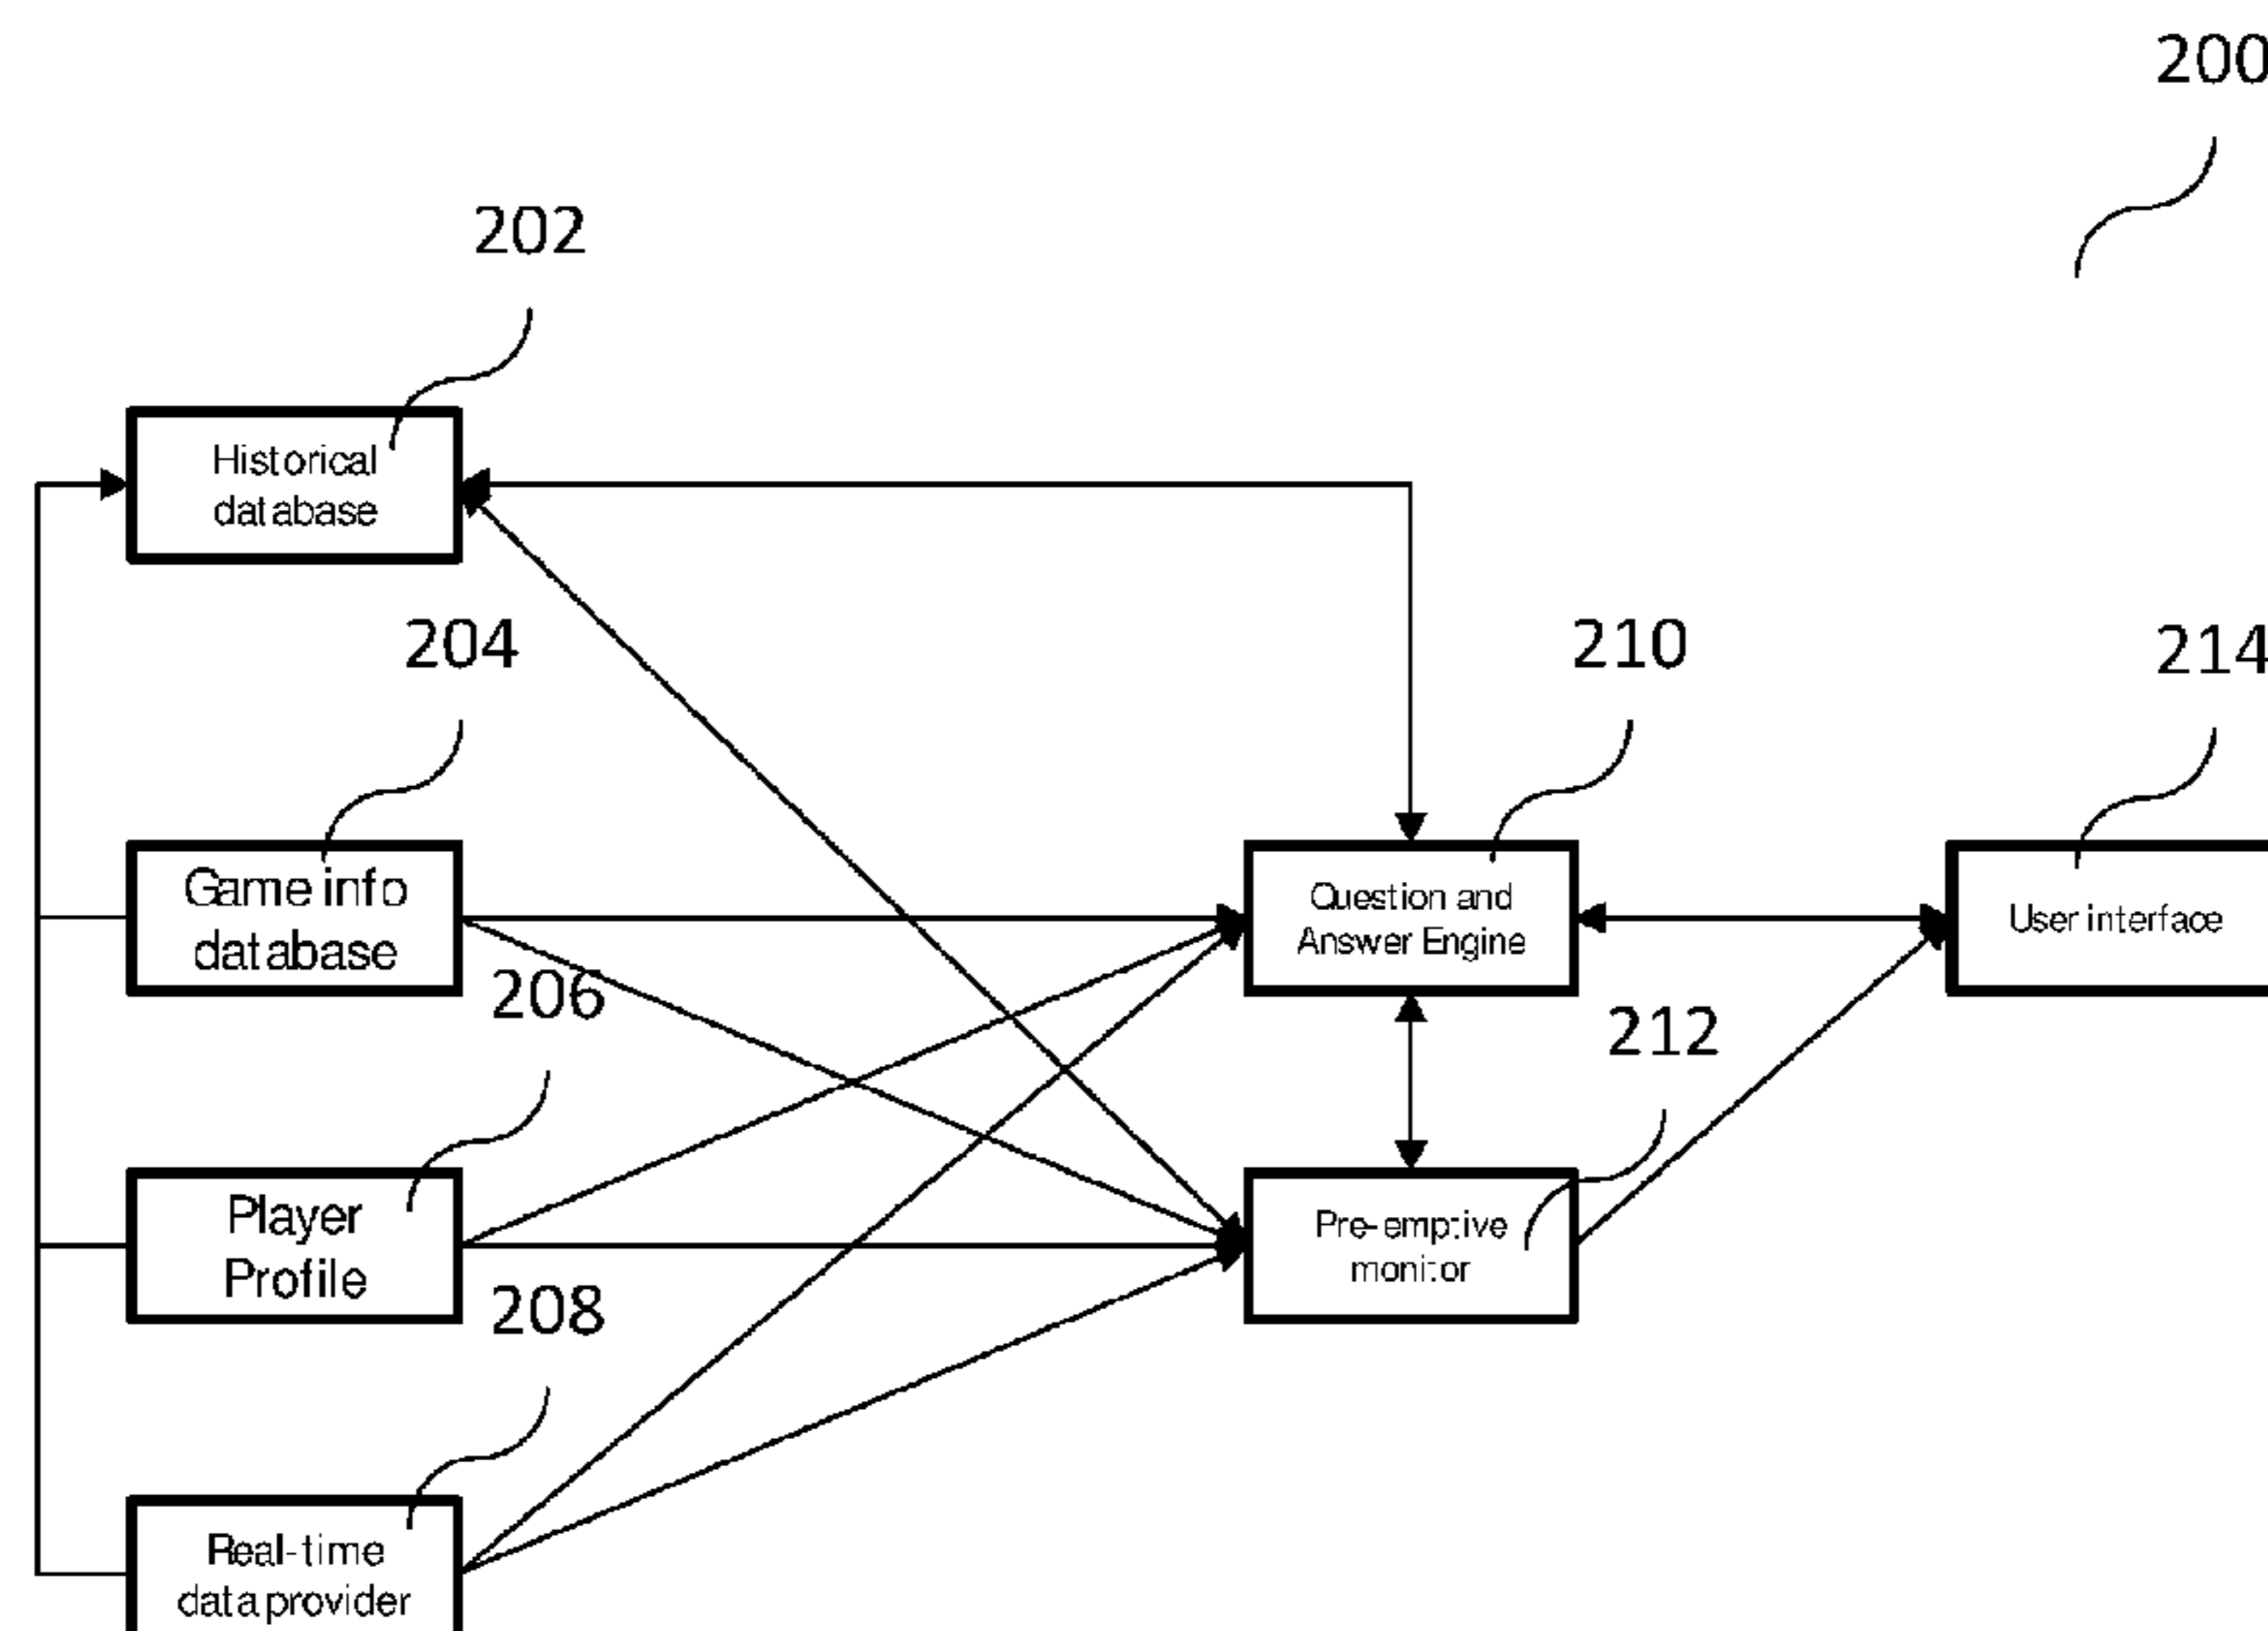 200
202
Historical
database
204
210
214
Game info
database
Question and
Answer Engine
User interface
206
212
Player
Profile
Pre-emptive
monitor
208
Real-time
data provider